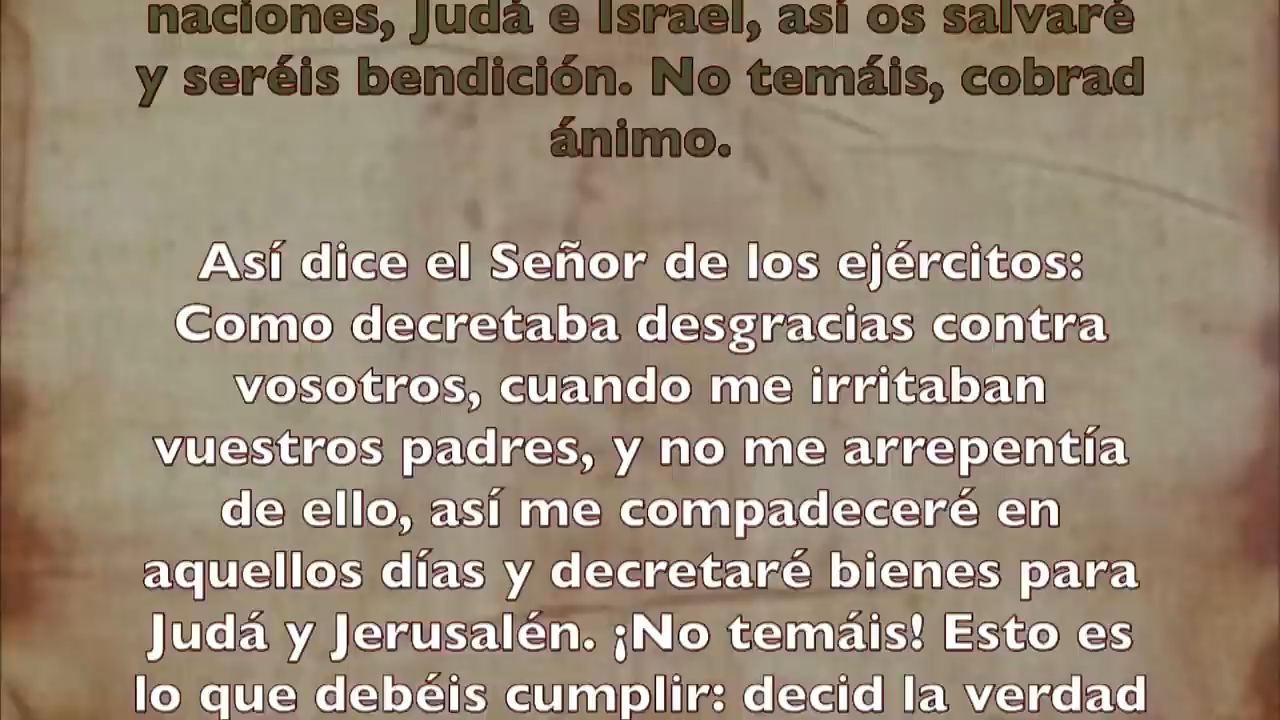 naciones, Judá e Israel, así os salvaré
y seréis bendición. No temáis, cobrad
ánimo.
Así dice el Señor de los ejércitos:
Como decretaba desgracias contra
vosotros, cuando me irritaban
vuestros padres, y no me arrepentía
de ello, así me compadeceré en
aquellos días y decretaré bienes para
Judá y Jerusalén. ¡No temáis! Esto es
lo que debéis cumplir: decid la verdad